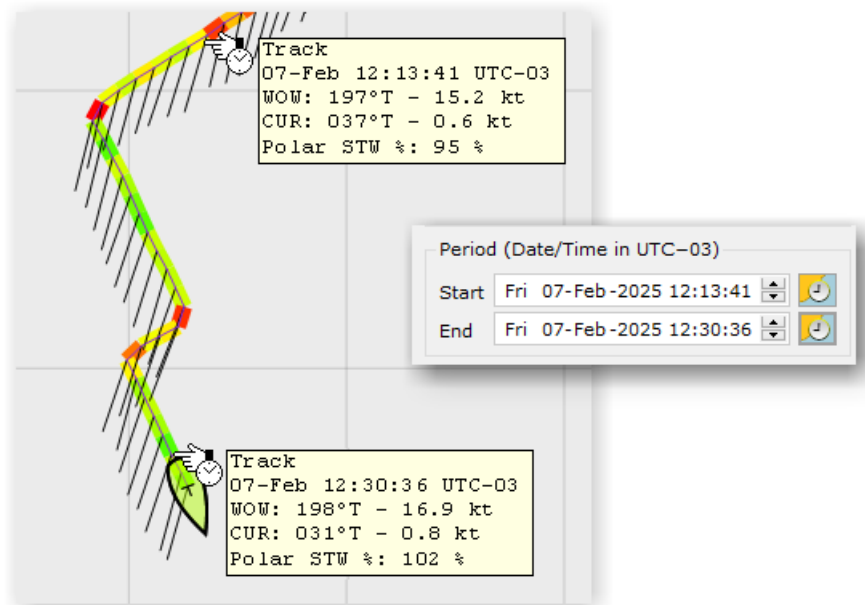 Track
07-Feb 12:13:41 UTC-03
WOW: 197°T - 15.2 kt
CUR: 037°T - 0.6 kt
Polar STW %: 95 %
Period (Date/Time in UTC−03)
Start Fri 07-Feb-2025 12:13:41
End Fri 07-Feb-2025 12:30:36
Track
07-Feb 12:30:36 UTC-03
WOW: 198°T - 16.9 kt
CUR: 031°T - 0.8 kt
Polar STW %: 102 %